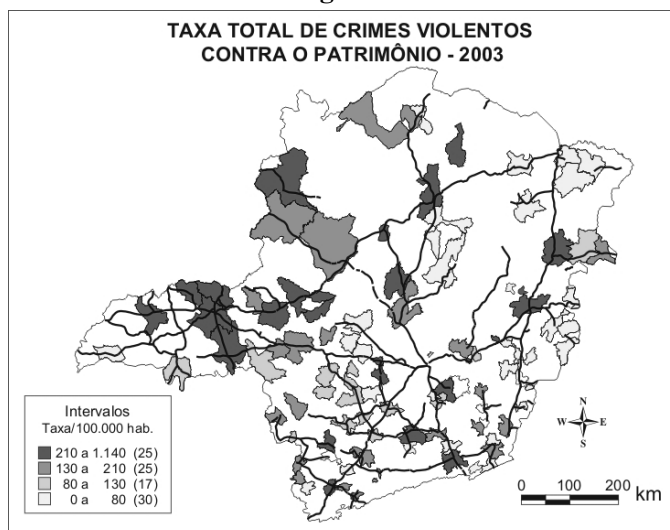 TAXA TOTAL DE CRIMES VIOLENTOS
CONTRA O PATRIMÔNIO - 2003
Intervalos
Taxa/100.000 hab.
210 a 1.140 (25)
130 a 210 (25)
80 a 130 (17)
0 a 80 (30)
N
W E
S
0 100 200
km